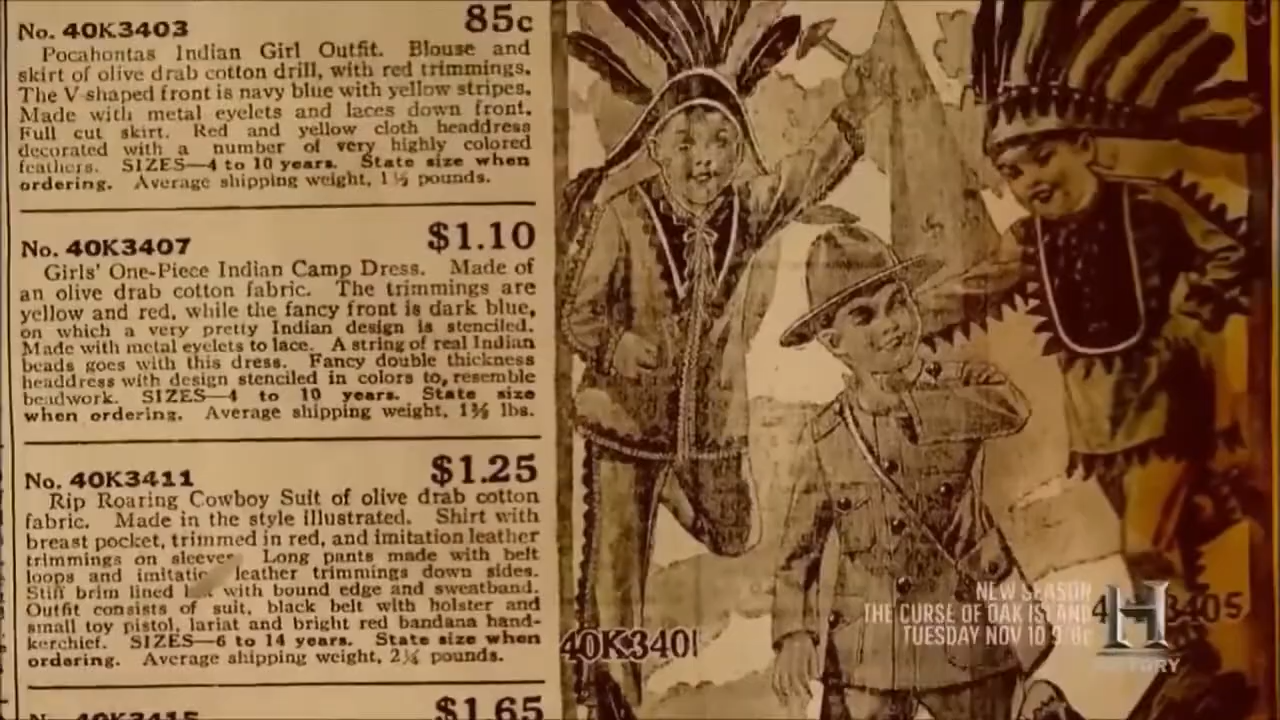 No. 40K3403 85c
Pocahontas Indian Girl Outfit. Blouse and
skirt of olive drab cotton drill, with red trimmings.
The V-shaped front is navy blue with yellow stripes.
Made with metal eyelets and laces down front.
Full cut skirt. Red and yellow cloth headdress
decorated with a number of very highly colored
feathers. SIZES—4 to 10 years. State size when
ordering. Average shipping weight, 1½ pounds.
No. 40K3407 $1.10
Girls' One-Piece Indian Camp Dress. Made of
an olive drab cotton fabric. The trimmings are
yellow and red, while the fancy front is dark blue,
on which a very pretty Indian design is stenciled.
Made with metal eyelets to lace. A string of real Indian
beads goes with this dress. Fancy double thickness
headdress with design stenciled in colors to resemble
beadwork. SIZES—4 to 10 years. State size
when ordering. Average shipping weight, lbs.
No. 40K3411 $1.25
Rip Roaring Cowboy Suit of olive drab cotton
fabric. Made in the style illustrated. Shirt with
breast pocket, trimmed in red, and imitation leather
trimmings on sleeves. Long pants made with belt
loops and leather trimmings down sides.
Stiff brim lined with bound edge and sweatband.
Outfit consists of suit, black belt with holster and
small toy pistol, lariat and bright red bandana hand-
kerchief. SIZES—6 to 14 years. State size when
ordering. Average shipping weight, 2¼ pounds.
No. 40K3415 $1.65
40K3401
3405
NEW SEASON
THE CURSE OF OAK ISLAND
TUESDAY NOV 10 9/8c
H
HISTORY